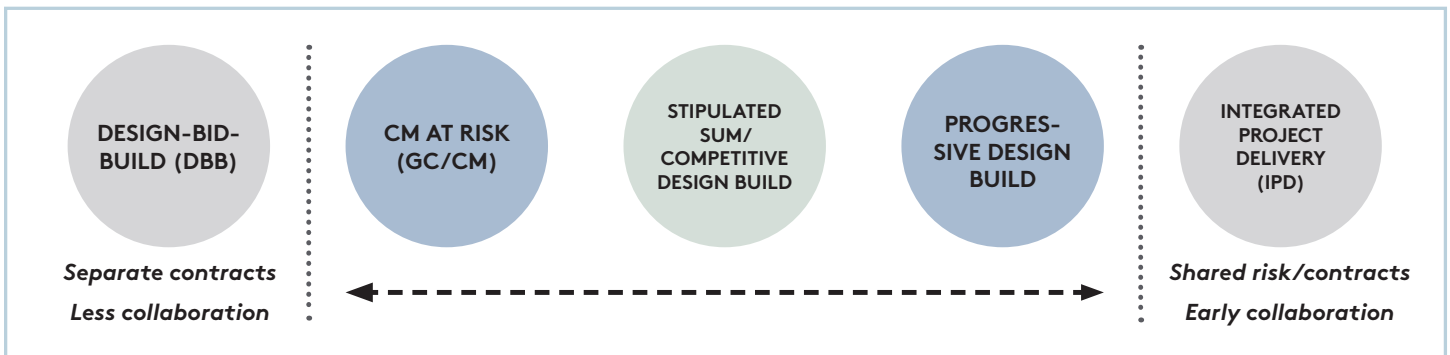 DESIGN-BID-
BUILD (DBB)
Separate contracts
Less collaboration
CM AT RISK
(GC/CM)
STIPULATED
SUM/
COMPETITIVE
DESIGN BUILD
PROGRES-
SIVE DESIGN
BUILD
INTEGRATED
PROJECT
DELIVERY
(IPD)
Shared risk/contracts
Early collaboration